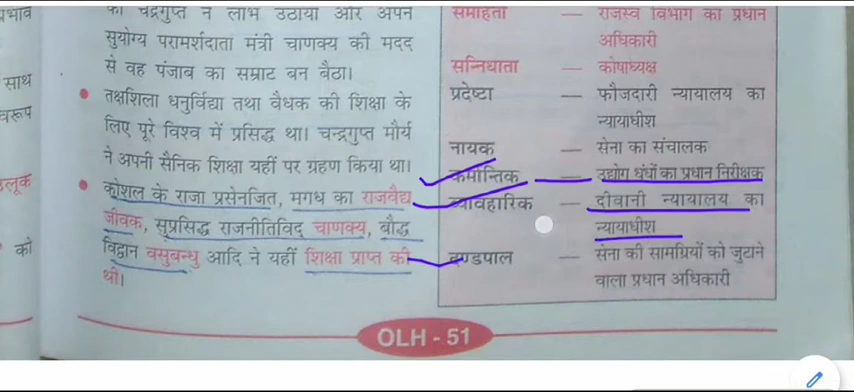 प्रभाव
साथ
वरूप
उलूक
को
का चंद्रगुप्त ने लाभ उठाया और अपने
सुयोग्य परामर्शदाता मंत्री चाणक्य की मदद
से वह पंजाब का सम्राट बन बैठा।
• तक्षशिला धनुर्विद्या तथा वैधक की शिक्षा के
लिए पूरे विश्व में प्रसिद्ध था। चन्द्रगुप्त मौर्य
ने अपनी सैनिक शिक्षा यहीं पर ग्रहण किया था।
• कोशल के राजा प्रसेनजित, मगध का राजवैद्य
जीवक, सुप्रसिद्ध राजनीतिविद् चाणक्य, बौद्ध
विद्वान वसुबन्धु आदि ने यहीं शिक्षा प्राप्त की
थी।
समाहर्ता — राजस्व विभाग का प्रधान
अधिकारी
सन्निधाता — कोषाध्यक्ष
प्रदेष्टा — फौजदारी न्यायालय का
न्यायाधीश
नायक — सेना का संचालक
कर्मान्तिक — उद्योग धंधों का प्रधान निरीक्षक
व्यावहारिक — दीवानी न्यायालय का
न्यायाधीश
दण्डपाल — सेना की सामग्रियों को जुटाने
वाला प्रधान अधिकारी
OLH - 51